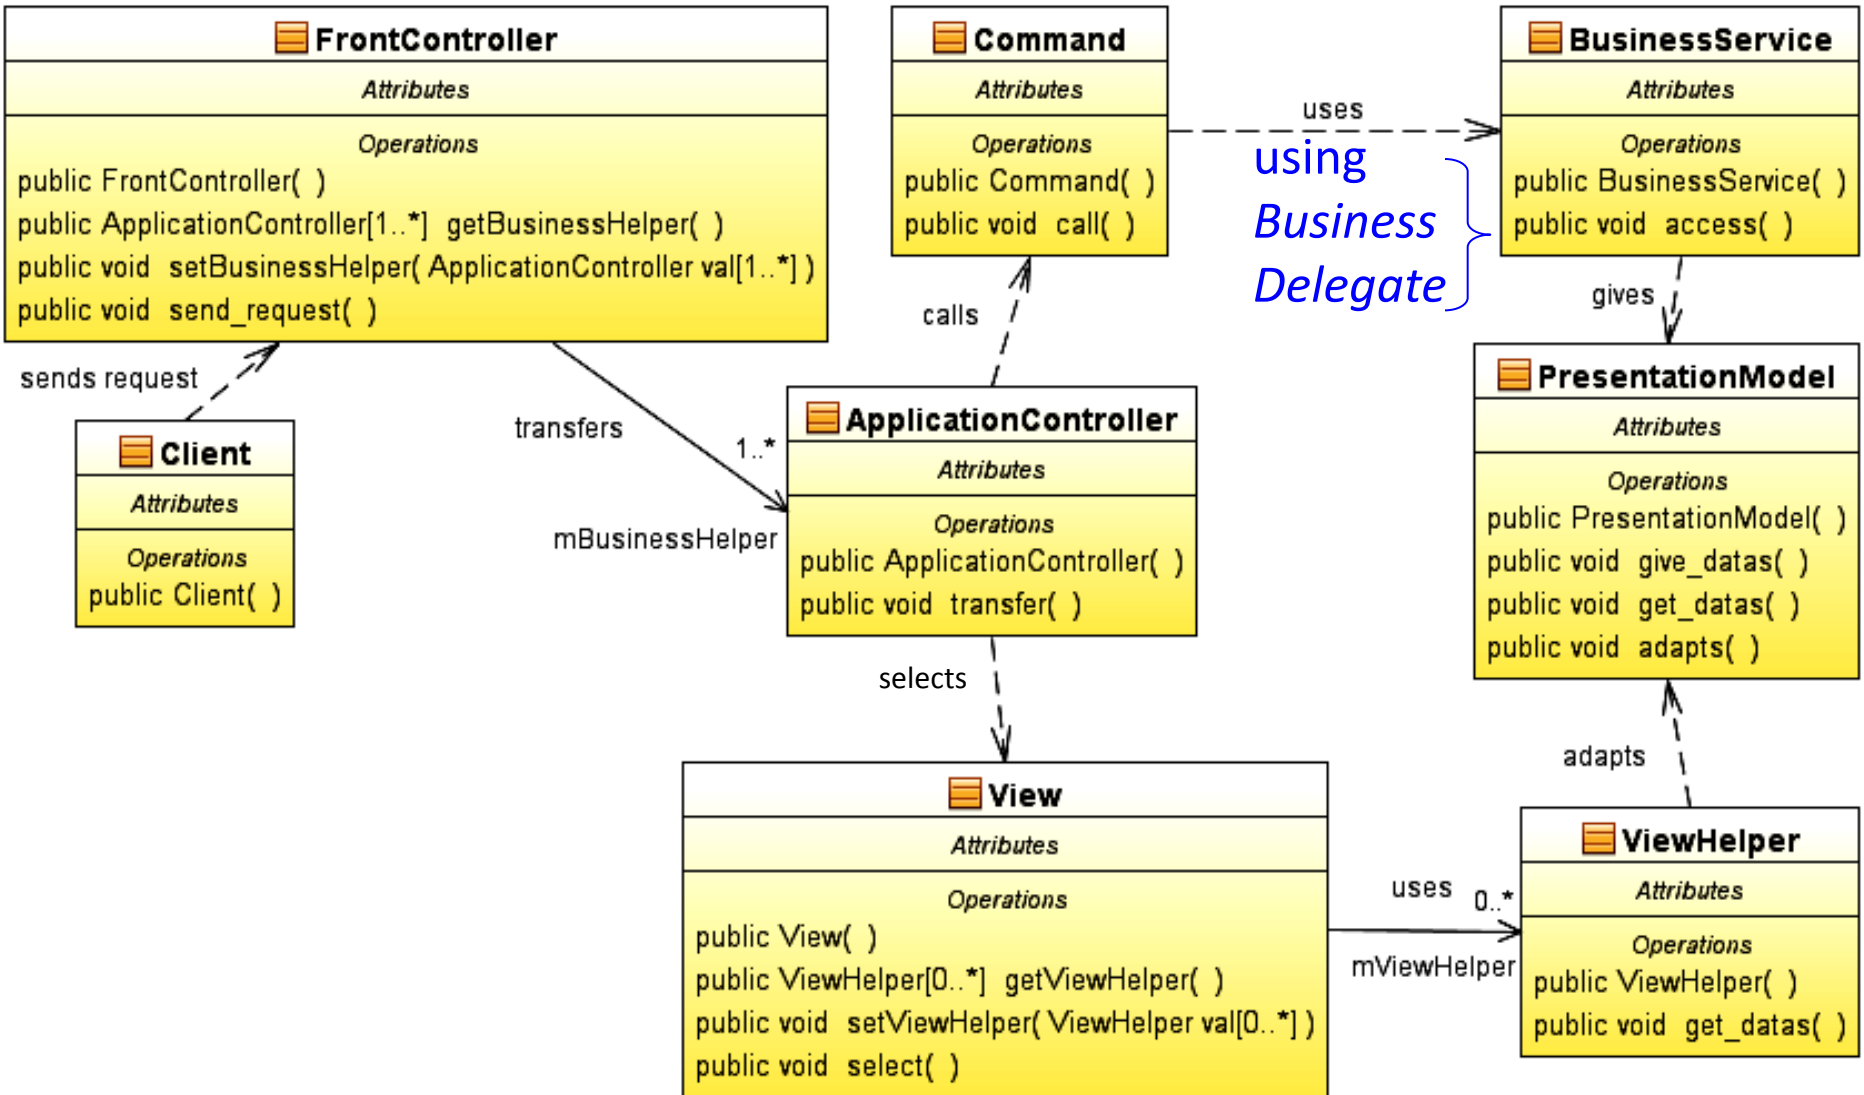 FrontController
Attributes
Operations
public FrontController( )
public ApplicationController[1..*] getBusinessHelper( )
public void setBusinessHelper( ApplicationController val[1..*] )
public void send_request( )
Command
Attributes
Operations
public Command( )
public void call( )
uses
using
Business
Delegate
BusinessService
Attributes
Operations
public BusinessService( )
public void access( )
gives
calls
sends request
transfers
1..*
mBusinessHelper
Client
Attributes
Operations
public Client( )
ApplicationController
Attributes
Operations
public ApplicationController( )
public void transfer( )
PresentationModel
Attributes
Operations
public PresentationModel( )
public void give_datas( )
public void get_datas( )
public void adapts( )
selects
adapts
View
Attributes
Operations
public View( )
public ViewHelper[0..*] getViewHelper( )
public void setViewHelper( ViewHelper val[0..*] )
public void select( )
uses
0..*
mViewHelper
ViewHelper
Attributes
Operations
public ViewHelper( )
public void get_datas( )